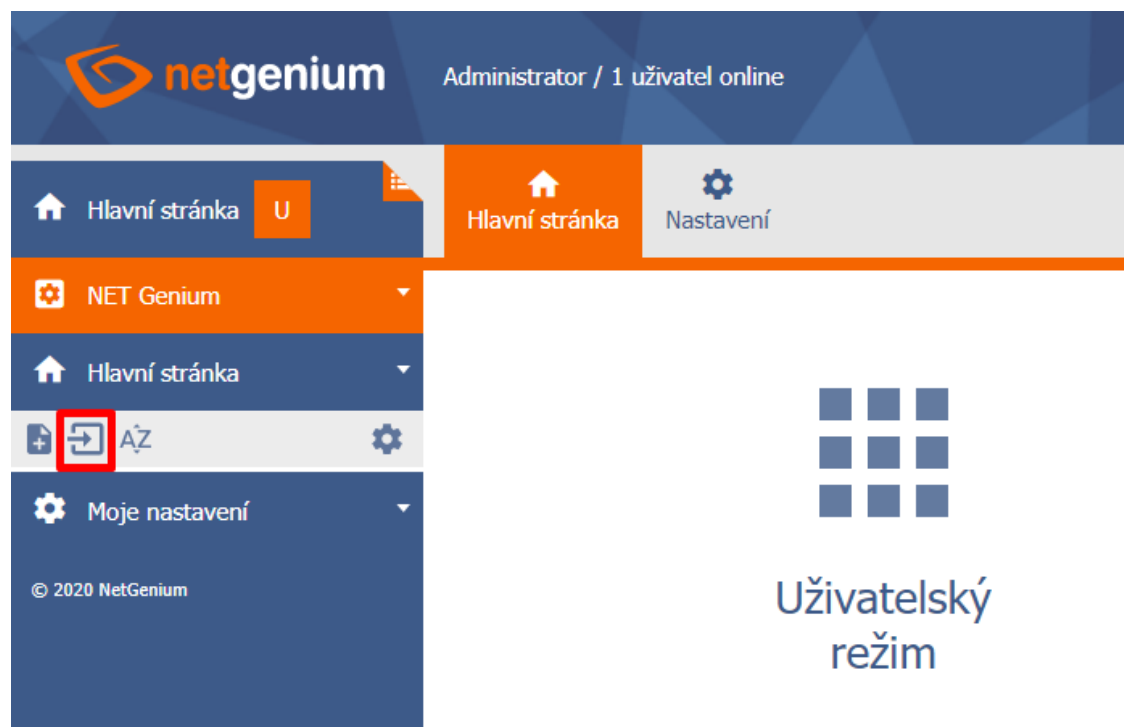 netgenium
Administrator / 1 uživatel online
Hlavní stránka U
Hlavní stránka
Nastavení
NET Genium
Hlavní stránka
AZ
Moje nastavení
© 2020 NetGenium
Uživatelský
režim